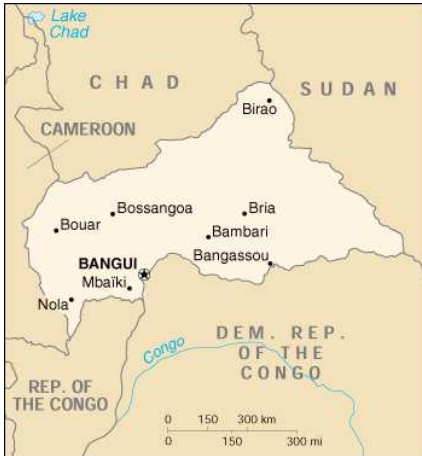 Lake
Chad
CHAD
SUDAN
Birao
CAMEROON
Bossangoa
Bria
Bouar
Bambari
BANGUI
Bangassou
Mbaïki
Nola
DEM. REP.
OF THE
CONGO
Congo
REP. OF
THE CONGO
0 150 300 km
0 150 300 mi